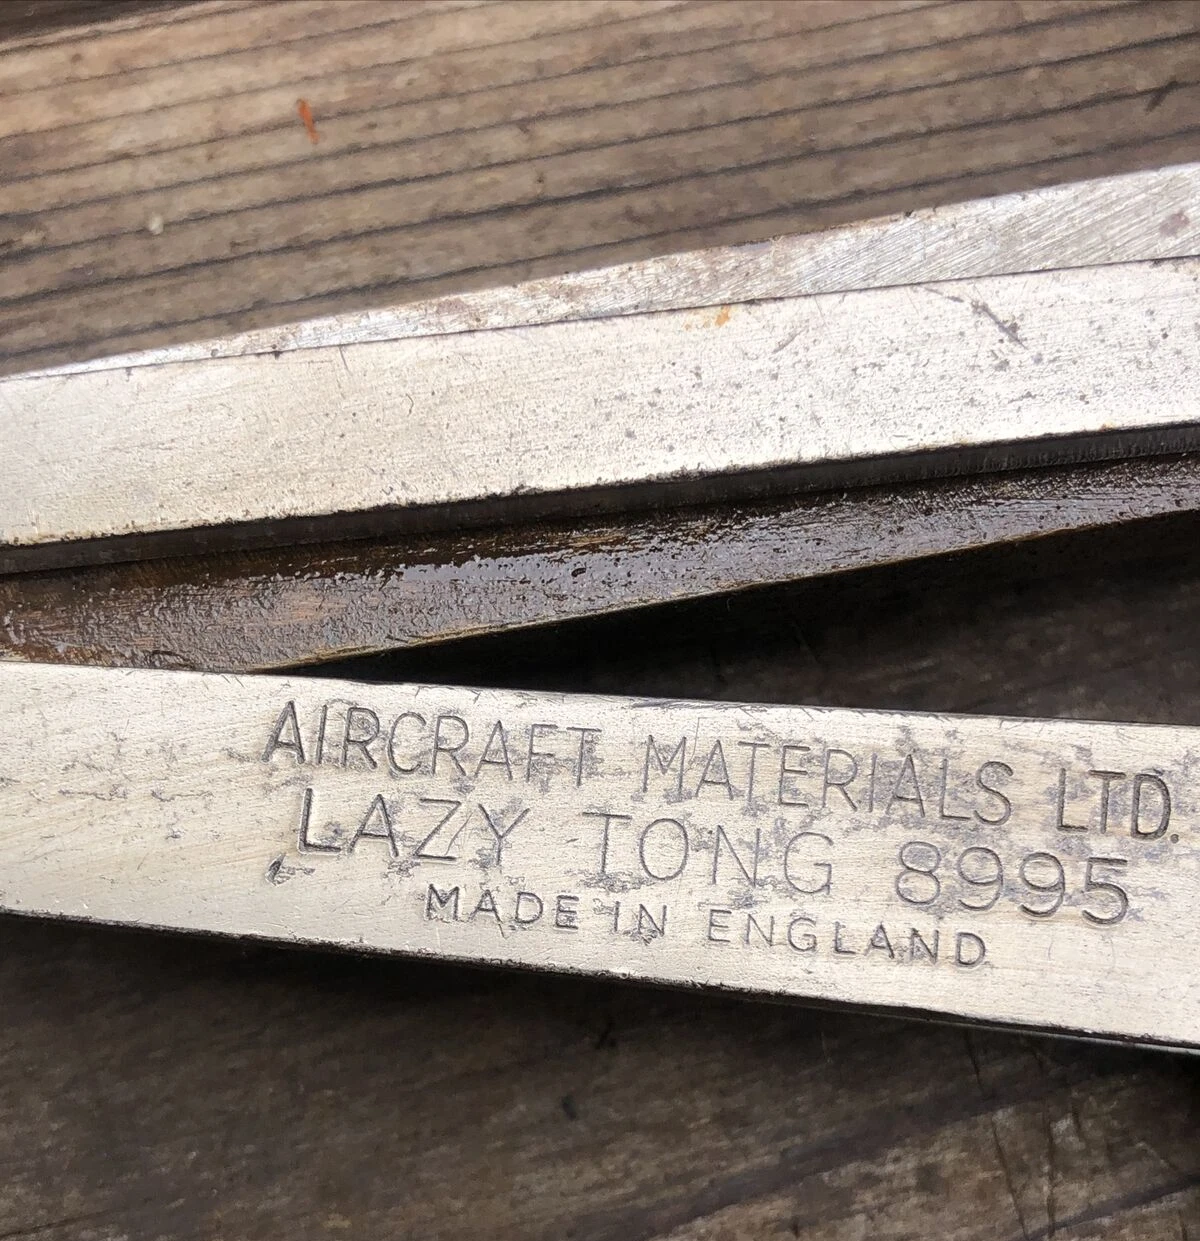 AIRCRAFT MATERIALS LTD.
LAZY TONG 8995
MADE IN ENGLAND